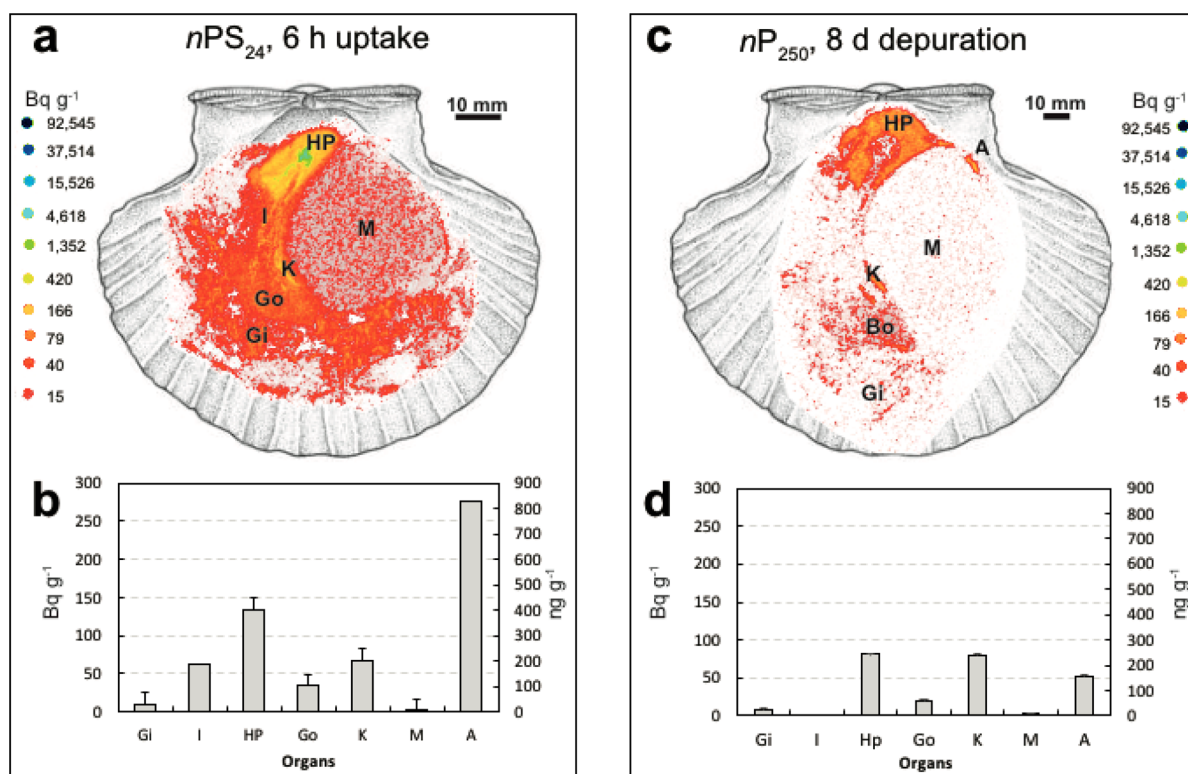 a
nPS24, 6 h uptake
Bq g-1
92,545
37,514
15,526
4,618
1,352
420
166
79
40
15
10 mm
HP
I
M
K
Go
Gi
b
300
250
200
150
100
50
0
Bq g-1
900
800
700
600
500
400
300
200
100
0
ng g-1
Gi I HP Go K M A
Organs
c
nP250, 8 d depuration
10 mm
Bq g-1
92,545
37,514
15,526
4,618
1,352
420
166
79
40
15
HP
A
M
K
Bo
Gi
d
300
250
200
150
100
50
0
Bq g-1
900
800
700
600
500
400
300
200
100
0
ng g-1
Gi I Hp Go K M A
Organs